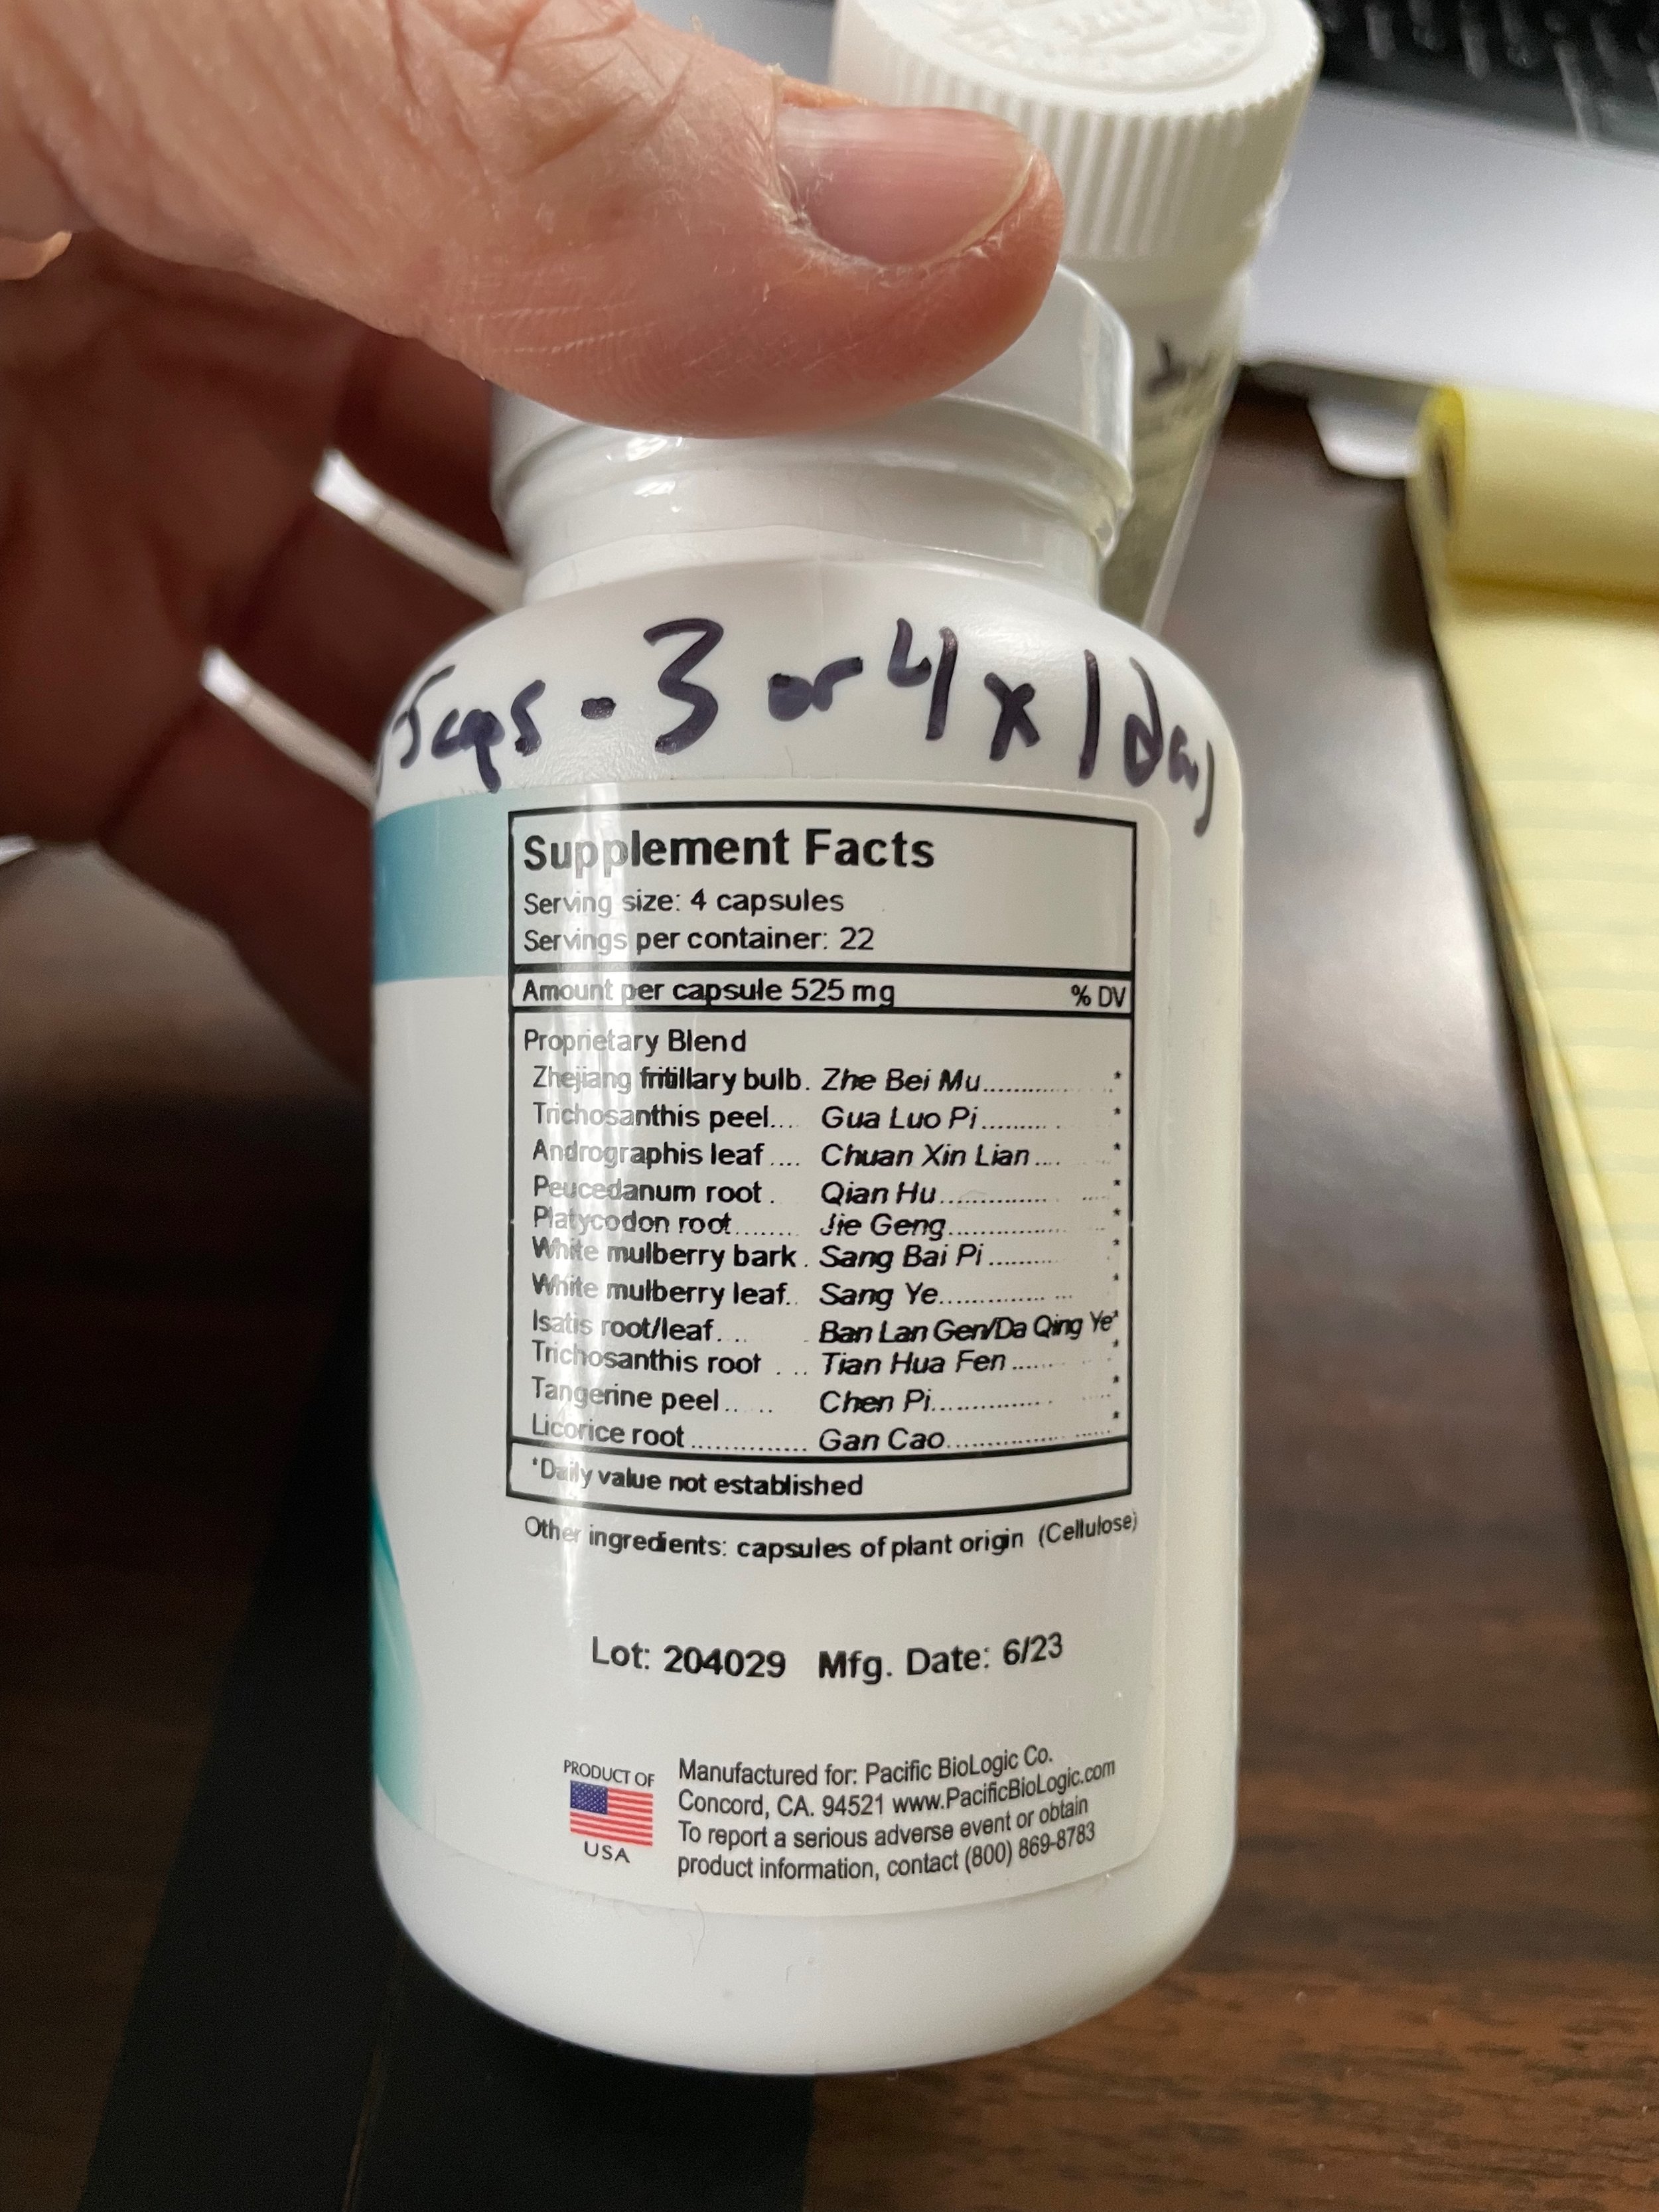 5 caps - 3 or 4 x / day
Supplement Facts
Serving size: 4 capsules
Servings per container: 22
Amount per capsule 525 mg % DV
Proprietary Blend
Zhejiang fritillary bulb. Zhe Bei Mu............ *
Trichosanthis peel.... Gua Luo Pi.......... *
Andrographis leaf .... Chuan Xin Lian.... *
Peucedanum root . Qian Hu.................. *
Platycodon root........ Jie Geng.................. *
White mulberry bark . Sang Bai Pi .......... *
White mulberry leaf.. Sang Ye.................. *
Isatis root/leaf.... Ban Lan Gen/Da Qing Ye*
Trichosanthis root .... Tian Hua Fen ...... *
Tangerine peel..... Chen Pi.................. *
Licorice root ............. Gan Cao.................. *
*Daily value not established
Other ingredients: capsules of plant origin (Cellulose)
Lot: 204029 Mfg. Date: 6/23
PRODUCT OF
USA
Manufactured for: Pacific BioLogic Co.
Concord, CA. 94521 www.PacificBioLogic.com
To report a serious adverse event or obtain
product information, contact (800) 869-8783